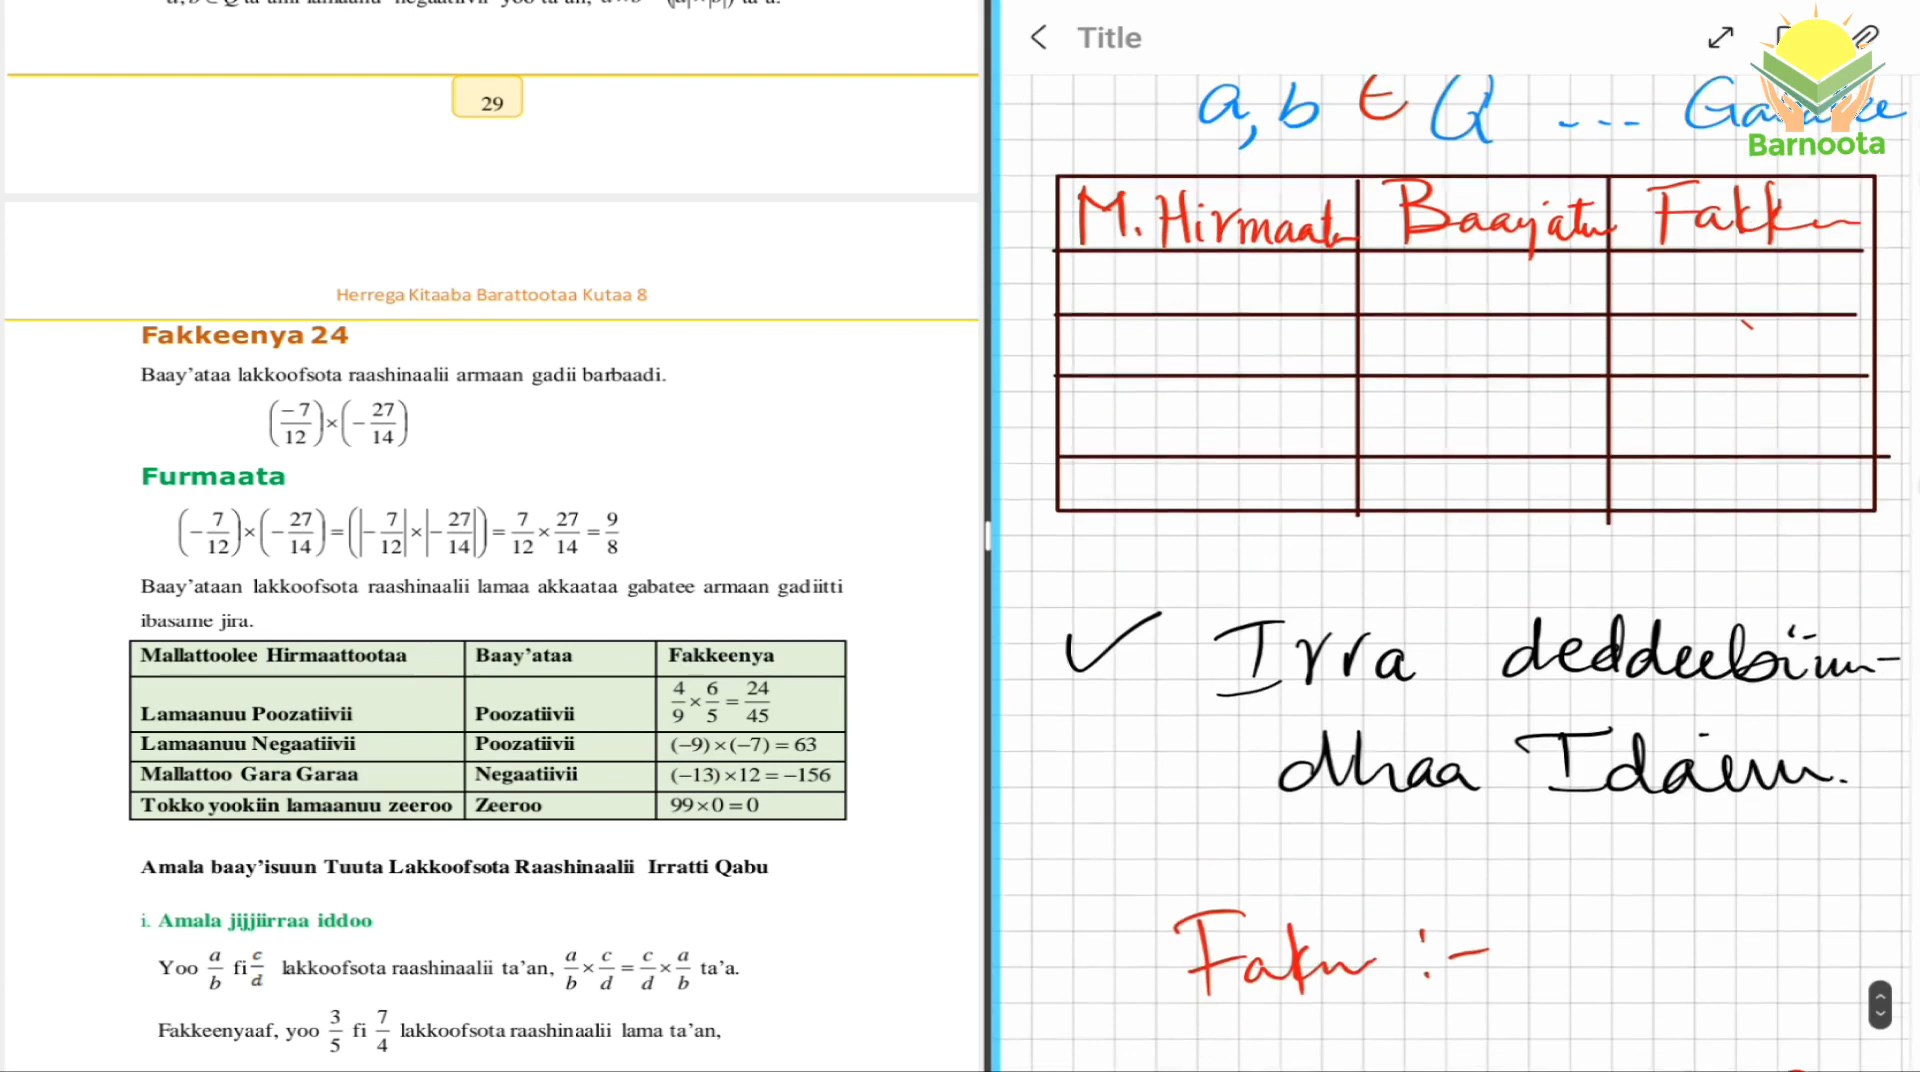 29
Herrega Kitaaba Barattootaa Kutaa 8
Fakkeenya 24
Baay'ataa lakkoofsota raashinaalii armaan gadii barbaadi.
(-7/12)×(-27/14)
Furmaata
(-7/12)×(-27/14)=(|-7/12|×|-27/14|)=7/12×27/14=9/8
Baay'ataan lakkoofsota raashinaalii lamaa akkaataa gabatee armaan gadiitti
ibasame jira.
Mallattoolee Hirmaattootaa Baay'ataa Fakkeenya
Lamaanuu Poozatiivii Poozatiivii 4/9×6/5=24/45
Lamaanuu Negaatiivii Poozatiivii (−9)×(−7)=63
Mallattoo Gara Garaa Negaatiivii (−13)×12=−156
Tokko yookiin lamaanuu zeeroo Zeeroo 99×0=0
Amala baay'isuun Tuuta Lakkoofsota Raashinaalii Irratti Qabu
i. Amala jijjiirraa iddoo
Yoo a/b fi c/d lakkoofsota raashinaalii ta'an, a/b×c/d=c/d×a/b ta'a.
Fakkeenyaaf, yoo 3/5 fi 7/4 lakkoofsota raashinaalii lama ta'an,
Title
Barnoota
a, b ∈ Q ---
M. Hirmaat Baay'atu Fakk
✓ Irra deddeebiin-
dhaa Idaiim.
Fakn :-